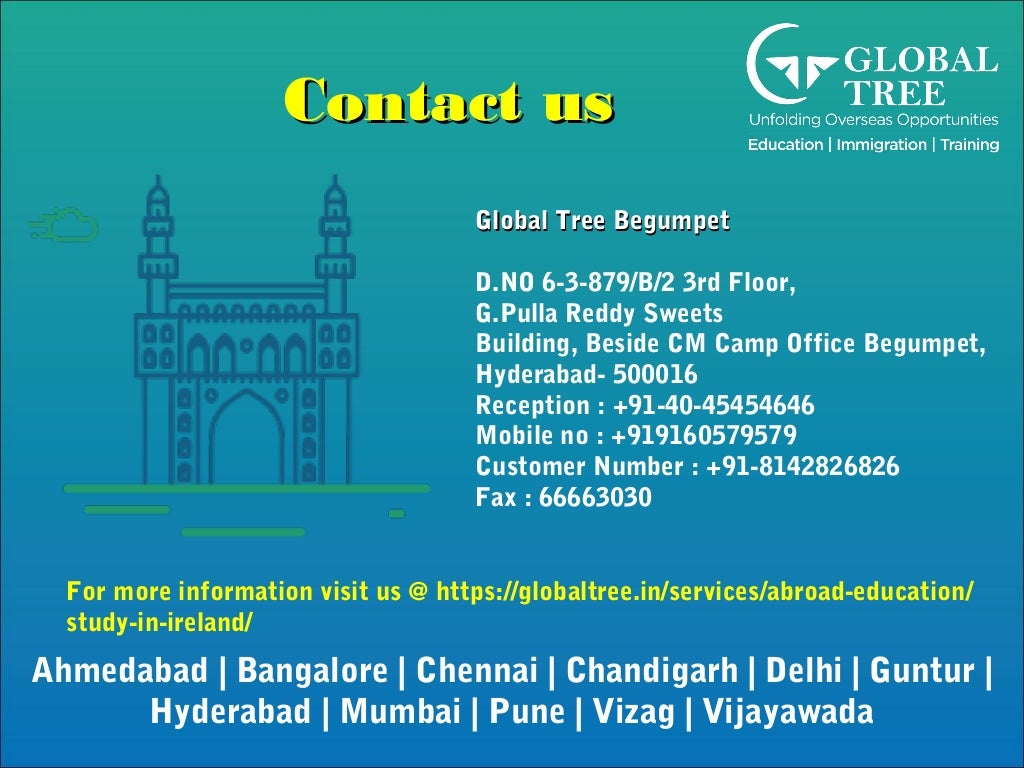 Contact us
GLOBAL
TREE
Unfolding Overseas Opportunities
Education | Immigration | Training
Global Tree Begumpet
D.NO 6-3-879/B/2 3rd Floor,
G.Pulla Reddy Sweets
Building, Beside CM Camp Office Begumpet,
Hyderabad- 500016
Reception : +91-40-45454646
Mobile no : +919160579579
Customer Number : +91-8142826826
Fax : 66663030
For more information visit us @ https://globaltree.in/services/abroad-education/
study-in-ireland/
Ahmedabad | Bangalore | Chennai | Chandigarh | Delhi | Guntur |
Hyderabad | Mumbai | Pune | Vizag | Vijayawada